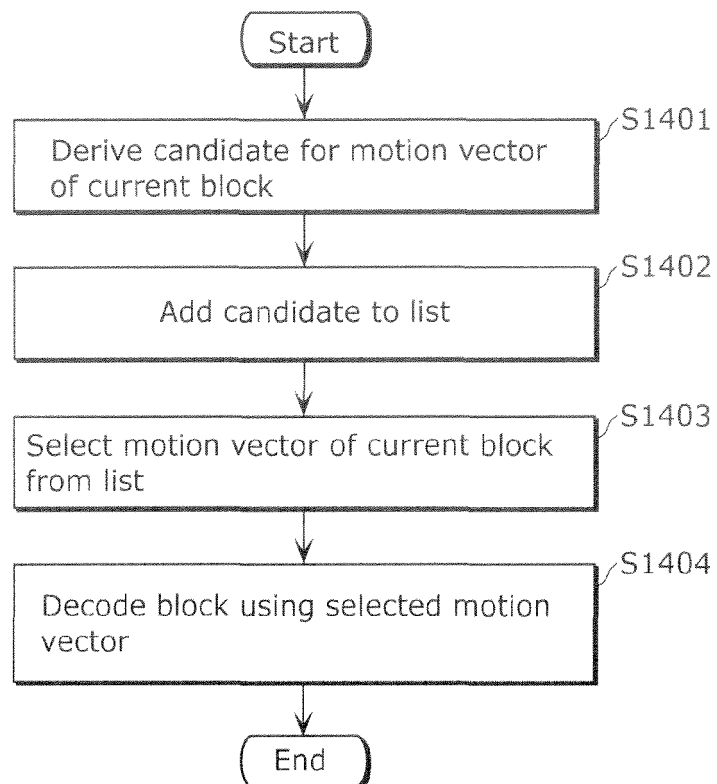 Start
S1401
Derive candidate for motion vector
of current block
S1402
Add candidate to list
S1403
Select motion vector of current block
from list
S1404
Decode block using selected motion
vector
End